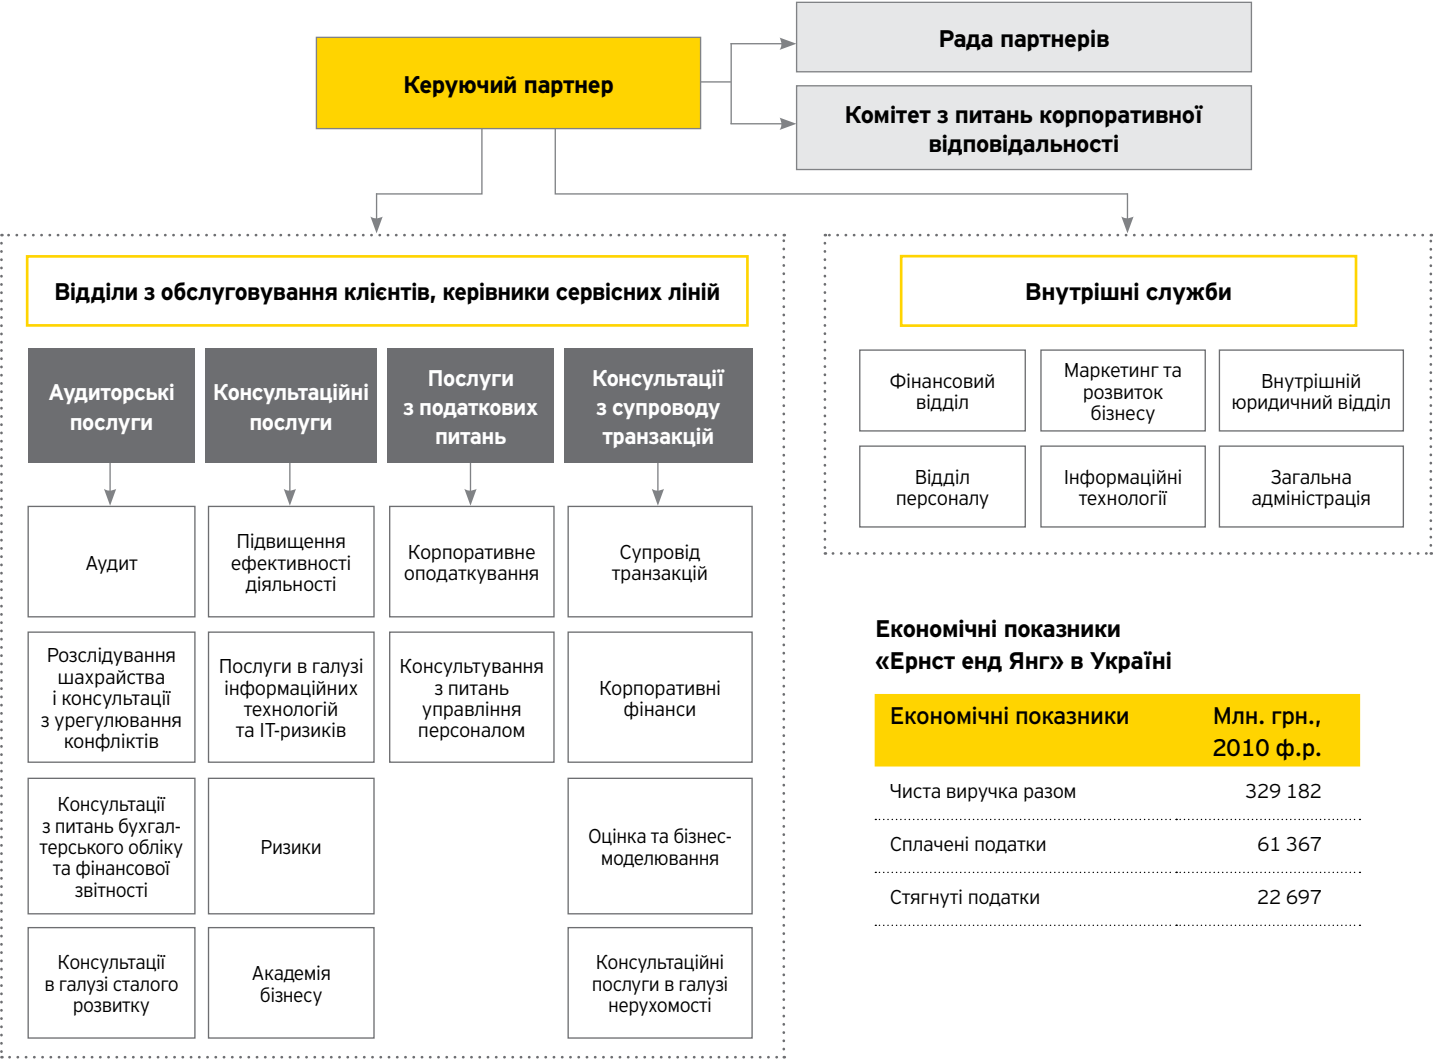 Керуючий партнер
Рада партнерів
Комітет з питань корпоративної
відповідальності
Відділи з обслуговування клієнтів, керівники сервісних ліній
Аудиторські
послуги
Консультаційні
послуги
Послуги
з податкових
питань
Консультації
з супроводу
транзакцій
Аудит
Підвищення
ефективності
діяльності
Корпоративне
оподаткування
Супровід
транзакцій
Розслідування
шахрайства
і консультації
з урегулювання
конфліктів
Послуги в галузі
інформаційних
технологій
та ІТ-ризиків
Консультування
з питань
управління
персоналом
Корпоративні
фінанси
Консультації
з питань бухгал-
терського обліку
та фінансової
звітності
Ризики
Оцінка та бізнес-
моделювання
Консультації
в галузі сталого
розвитку
Академія
бізнесу
Консультаційні
послуги в галузі
нерухомості
Внутрішні служби
Фінансовий
відділ
Маркетинг та
розвиток
бізнесу
Внутрішній
юридичний відділ
Відділ
персоналу
Інформаційні
технології
Загальна
адміністрація
Економічні показники
«Ернст енд Янг» в Україні
Економічні показники Млн. грн.,
2010 ф.р.
Чиста виручка разом 329 182
Сплачені податки 61 367
Стягнуті податки 22 697